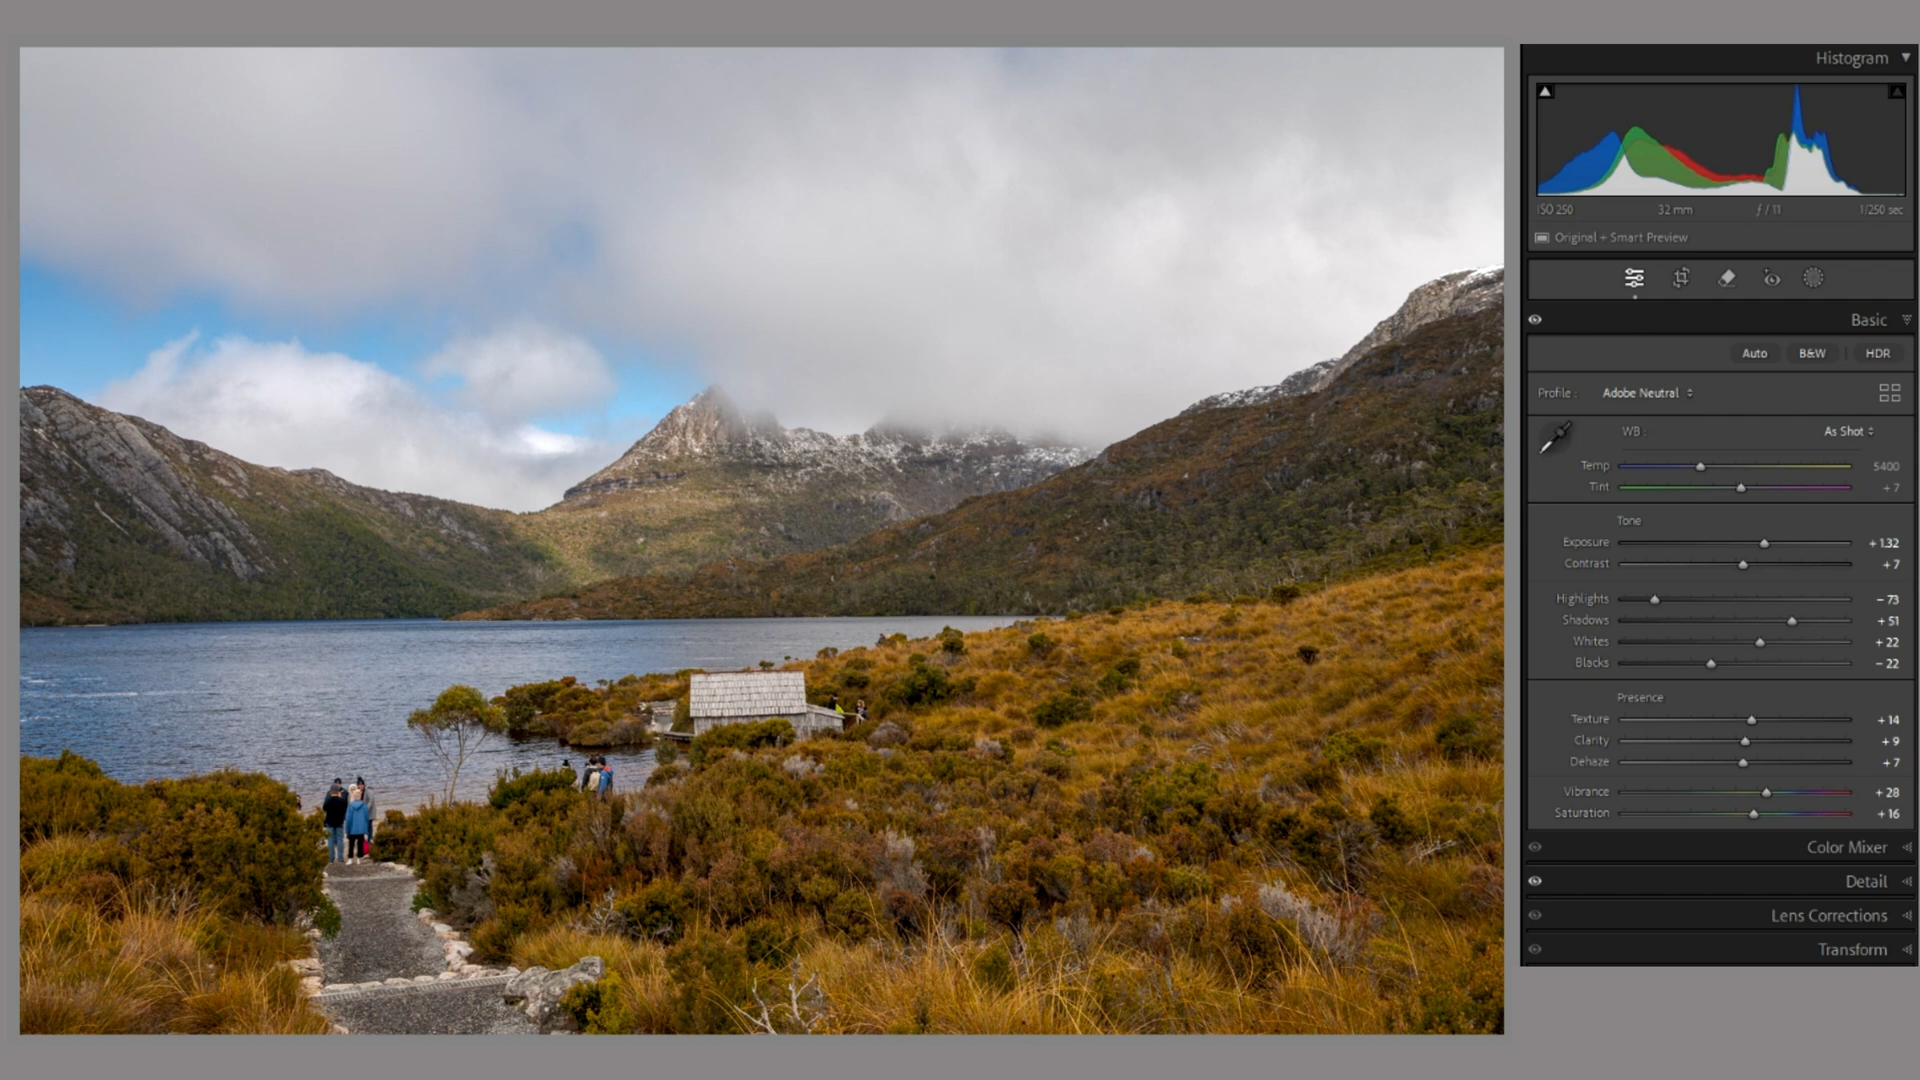 Histogram
ISO 250 32 mm ƒ / 11 1/250 sec
Original + Smart Preview
Basic
Auto B&W HDR
Profile : Adobe Neutral
WB : As Shot
Temp 5400
Tint + 7
Tone
Exposure + 1.32
Contrast + 7
Highlights − 73
Shadows + 51
Whites + 22
Blacks − 22
Presence
Texture + 14
Clarity + 9
Dehaze + 7
Vibrance + 28
Saturation + 16
Color Mixer
Detail
Lens Corrections
Transform